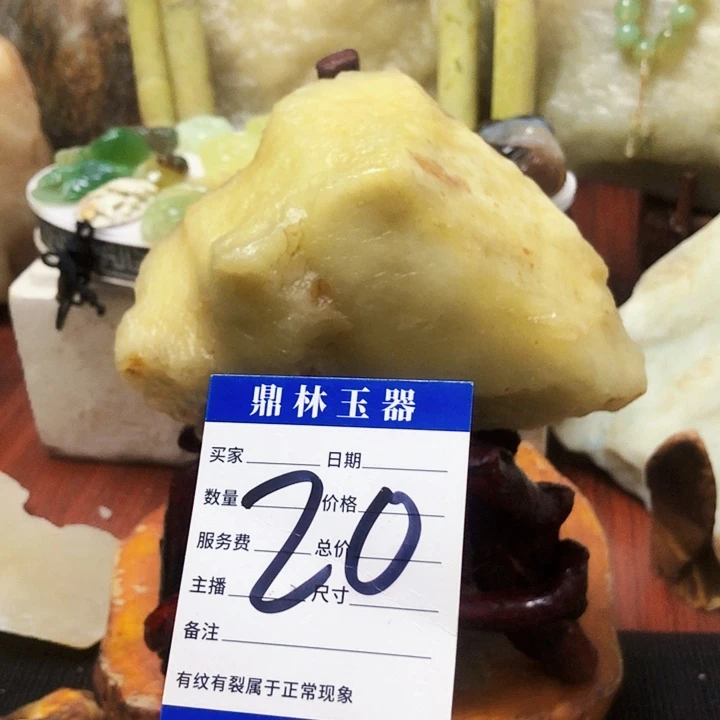 鼎林玉器
买家 日期
数量 价格
20
服务费 总价
主播 尺寸
备注
有纹有裂属于正常现象